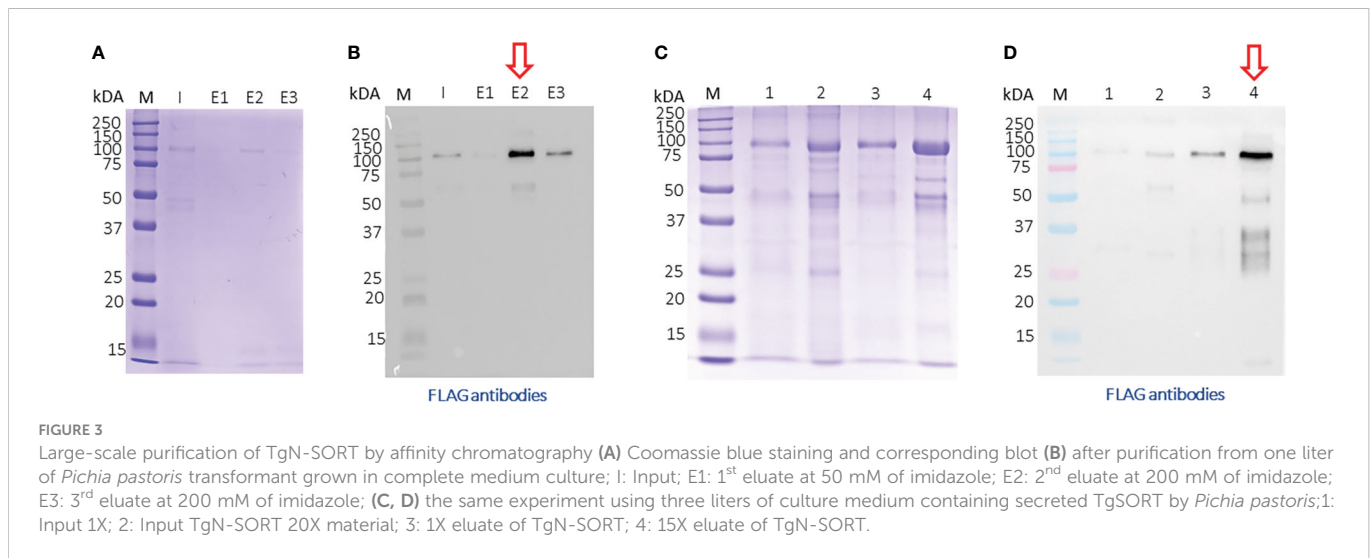 A
kDA M I E1 E2 E3
250
150
100
75
50
37
25
20
15
B
kDA M I E1 E2 E3
250
150
100
75
50
37
25
20
15
FLAG antibodies
C
kDA M 1 2 3 4
250
150
100
75
50
37
25
20
15
D
kDA M 1 2 3 4
250
150
100
75
50
37
25
20
15
FLAG antibodies
FIGURE 3
Large-scale purification of TgN-SORT by affinity chromatography (A) Coomassie blue staining and corresponding blot (B) after purification from one liter
of Pichia pastoris transformant grown in complete medium culture; I: Input; E1: 1st eluate at 50 mM of imidazole; E2: 2nd eluate at 200 mM of imidazole;
E3: 3rd eluate at 200 mM of imidazole; (C, D) the same experiment using three liters of culture medium containing secreted TgSORT by Pichia pastoris;1:
Input 1X; 2: Input TgN-SORT 20X material; 3: 1X eluate of TgN-SORT; 4: 15X eluate of TgN-SORT.